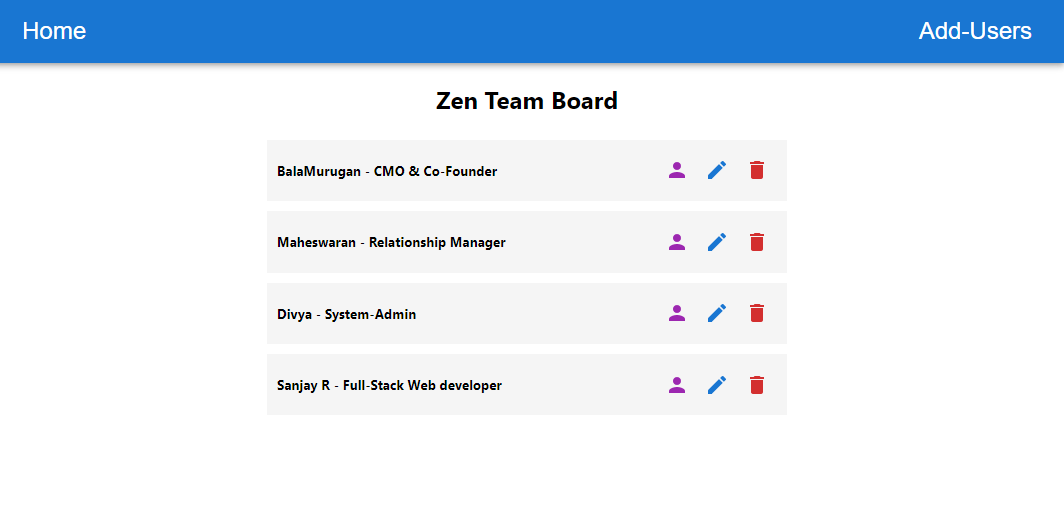 Home
Add-Users
Zen Team Board
BalaMurugan - CMO & Co-Founder
Maheswaran - Relationship Manager
Divya - System-Admin
Sanjay R - Full-Stack Web developer